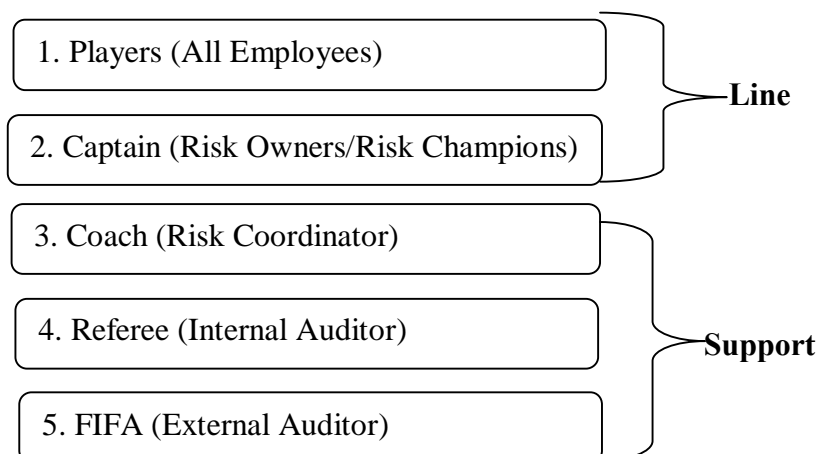 1. Players (All Employees)
Line
2. Captain (Risk Owners/Risk Champions)
3. Coach (Risk Coordinator)
4. Referee (Internal Auditor)
Support
5. FIFA (External Auditor)